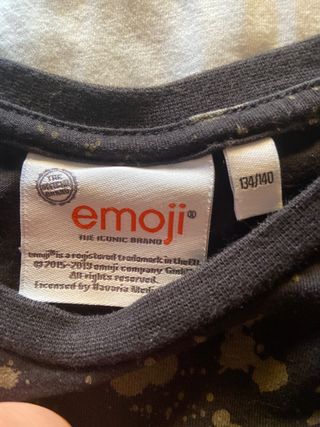 THE
OFFICIAL
BRAND
emoji®
THE ICONIC BRAND
emoji® is a registered trademark in the EU
© 2015-2019 emoji company GmbH
All rights reserved.
Licensed by Bavaria Media
134/140